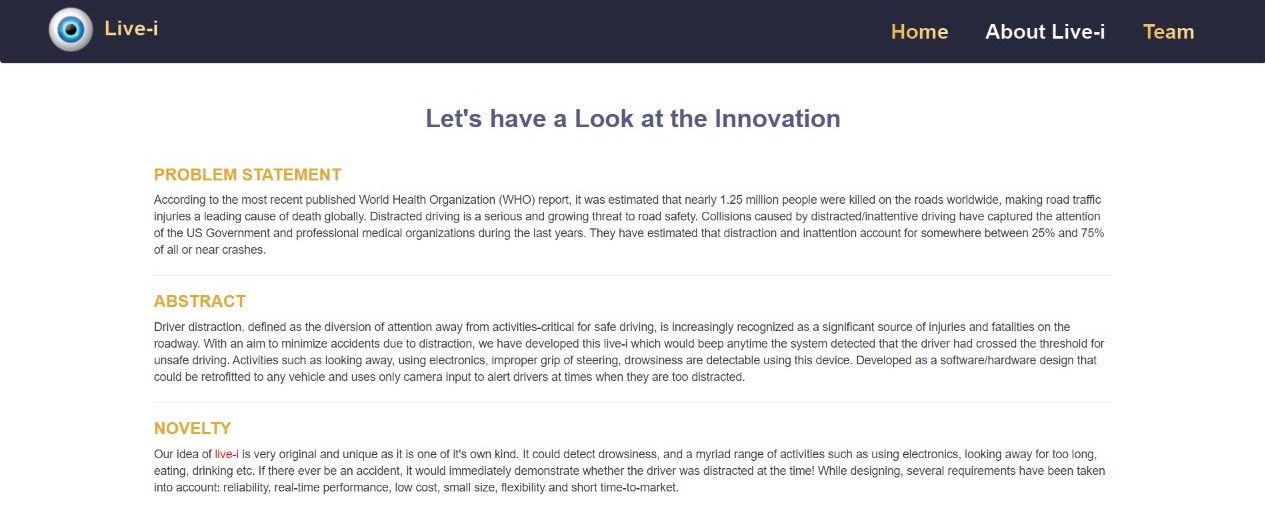 Live-i
Home
About Live-i
Team
Let's have a Look at the Innovation
PROBLEM STATEMENT
According to the most recent published World Health Organization (WHO) report, it was estimated that nearly 1.25 million people were killed on the roads worldwide, making road traffic
injuries a leading cause of death globally. Distracted driving is a serious and growing threat to road safety. Collisions caused by distracted/inattentive driving have captured the attention
of the US Government and professional medical organizations during the last years. They have estimated that distraction and inattention account for somewhere between 25% and 75%
of all or near crashes.
ABSTRACT
Driver distraction, defined as the diversion of attention away from activities-critical for safe driving, is increasingly recognized as a significant source of injuries and fatalities on the
roadway. With an aim to minimize accidents due to distraction, we have developed this live-i which would beep anytime the system detected that the driver had crossed the threshold for
unsafe driving. Activities such as looking away, using electronics, improper grip of steering, drowsiness are detectable using this device. Developed as a software/hardware design that
could be retrofitted to any vehicle and uses only camera input to alert drivers at times when they are too distracted.
NOVELTY
Our idea of live-i is very original and unique as it is one of it's own kind. It could detect drowsiness, and a myriad range of activities such as using electronics, looking away for too long,
eating, drinking etc. If there ever be an accident, it would immediately demonstrate whether the driver was distracted at the time! While designing, several requirements have been taken
into account: reliability, real-time performance, low cost, small size, flexibility and short time-to-market.